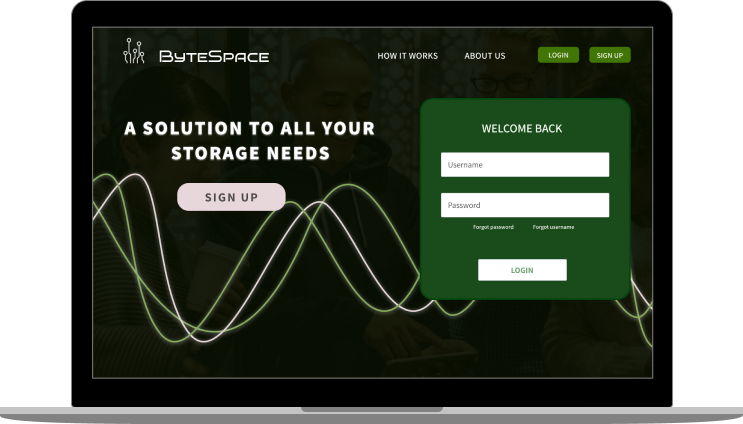 ByteSpace
HOW IT WORKS
ABOUT US
LOGIN
SIGN UP
A SOLUTION TO ALL YOUR
STORAGE NEEDS
SIGN UP
WELCOME BACK
Username
Password
Forgot password
Forgot username
LOGIN